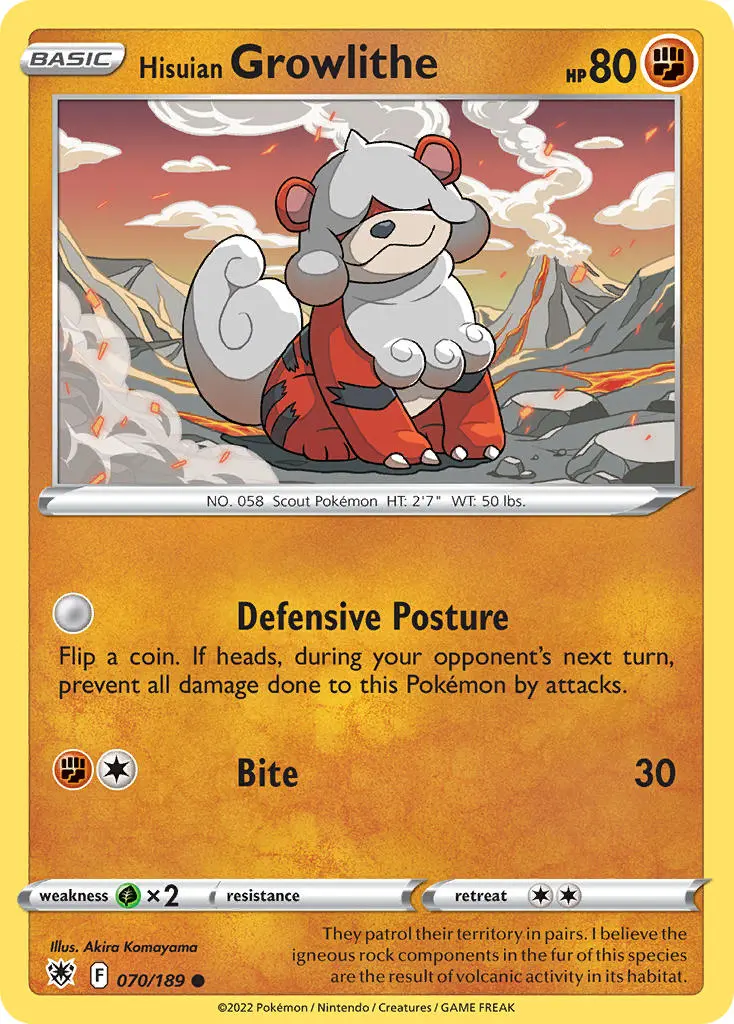 BASIC
Hisuian Growlithe
HP 80
NO. 058 Scout Pokémon HT: 2'7" WT: 50 lbs.
Defensive Posture
Flip a coin. If heads, during your opponent's next turn,
prevent all damage done to this Pokémon by attacks.
Bite 30
weakness ×2 resistance retreat
Illus. Akira Komayama
They patrol their territory in pairs. I believe the
igneous rock components in the fur of this species
are the result of volcanic activity in its habitat.
F 070/189
©2022 Pokémon / Nintendo / Creatures / GAME FREAK